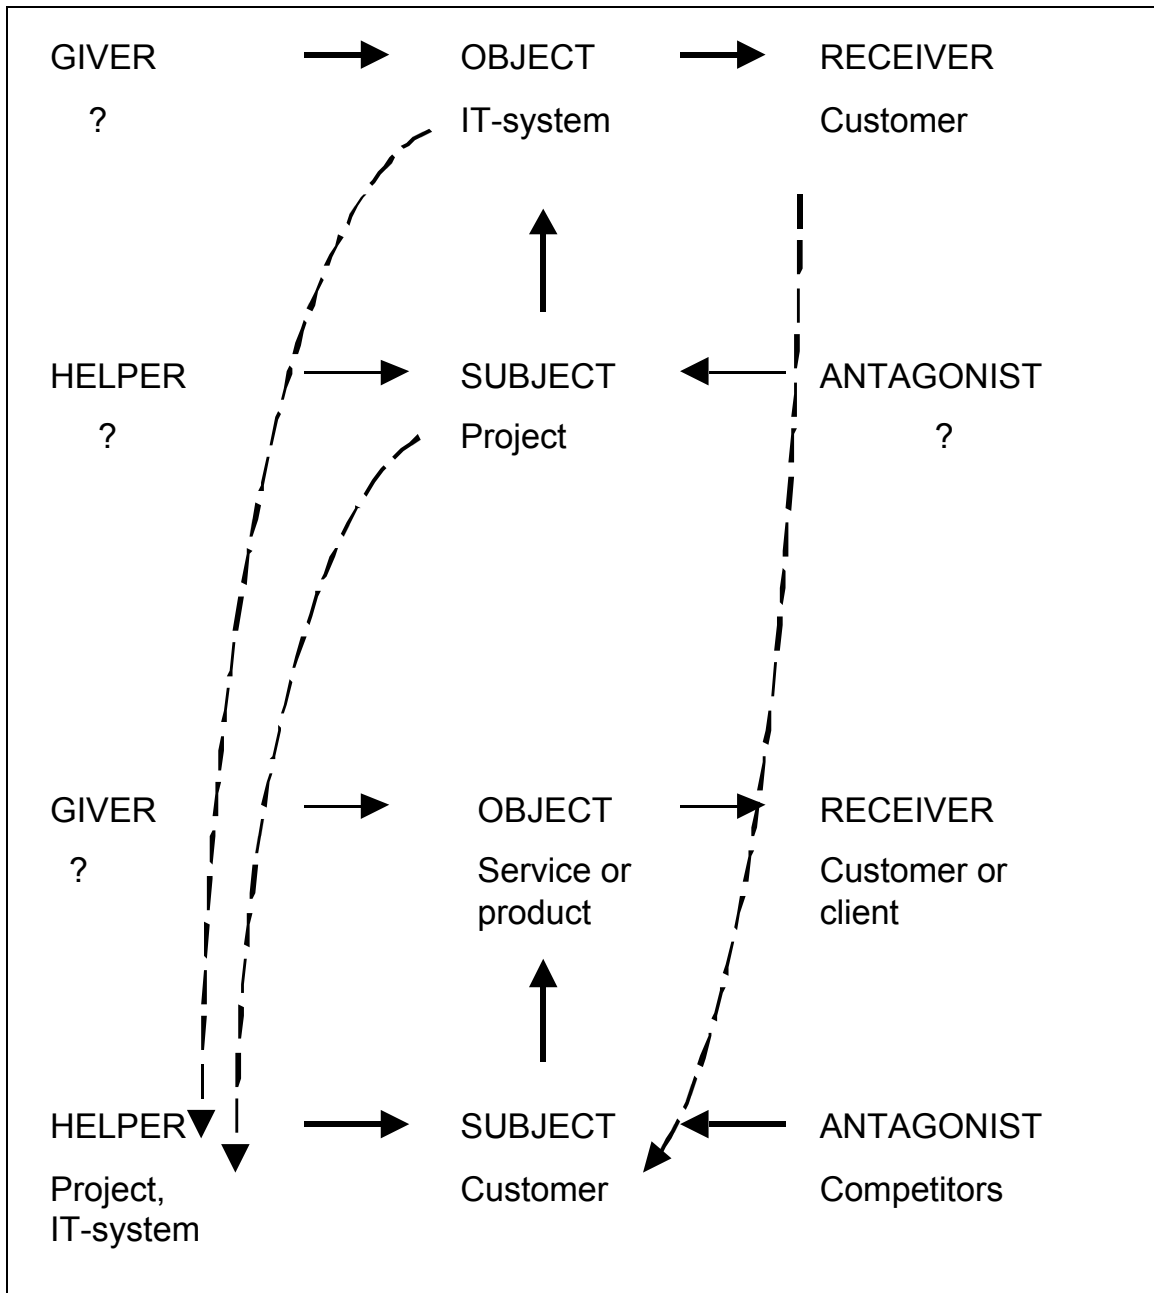 GIVER OBJECT RECEIVER
? IT-system Customer
HELPER SUBJECT ANTAGONIST
? Project ?
GIVER OBJECT RECEIVER
? Service or Customer or
product client
HELPER SUBJECT ANTAGONIST
Project, Customer Competitors
IT-system